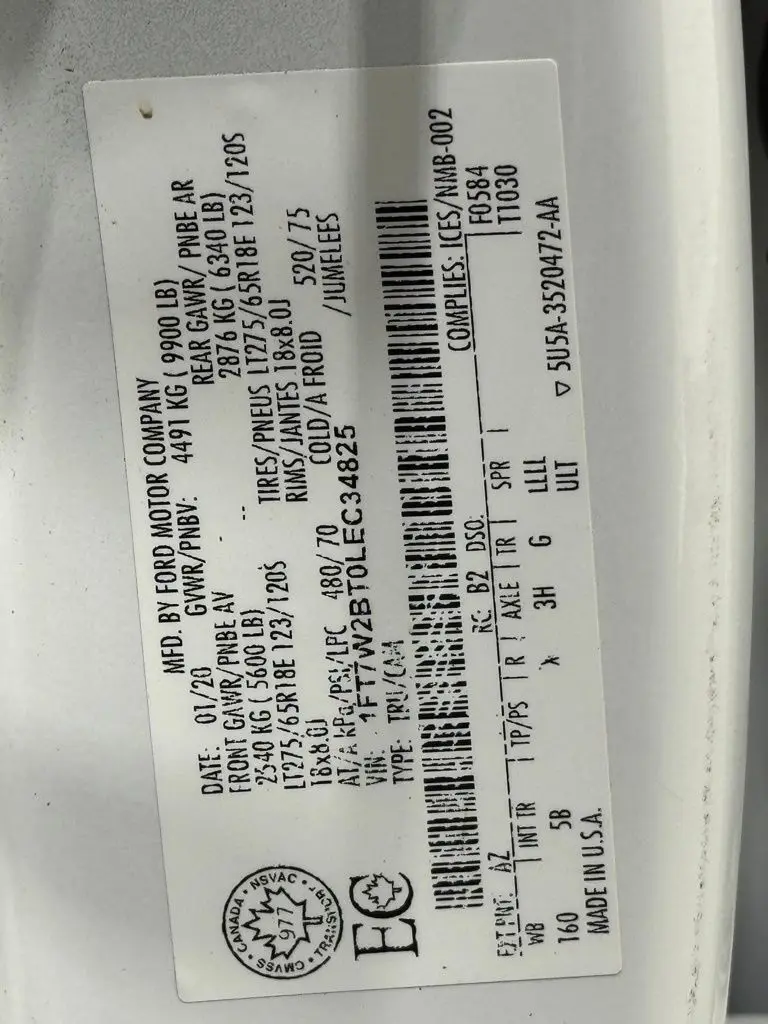 MFD. BY FORD MOTOR COMPANY
DATE: 01/20 GVWR/PNBV: 4491 KG ( 9900 LB)
FRONT GAWR/PNBE AV REAR GAWR/ PNBE AR
2540 KG ( 5600 LB) 2876 KG ( 6340 LB)
LT275/65R18E 123/120S TIRES/PNEUS LT275/65R18E 123/120S
18x8.0J RIMS/JANTES 18x8.0J
AT/A kPa/PSI/LPC 480/ 70 COLD/A FROID 520/ 75
VIN: 1FT7W2BT0LEC34825 /JUMELEES
TYPE: TRU/CAM
CANADA • NSVAC • TRANSPORT • CMVSS
977
EC
COMPLIES: ICES/NMB-002
EXT PNT: AZ RC: B2 DSO: F0584
WB INT TR TP/PS R AXLE TR SPR T1030
160 5B 3H G LLLL
ULT
MADE IN U.S.A. ▽ 5U5A-3520472-AA